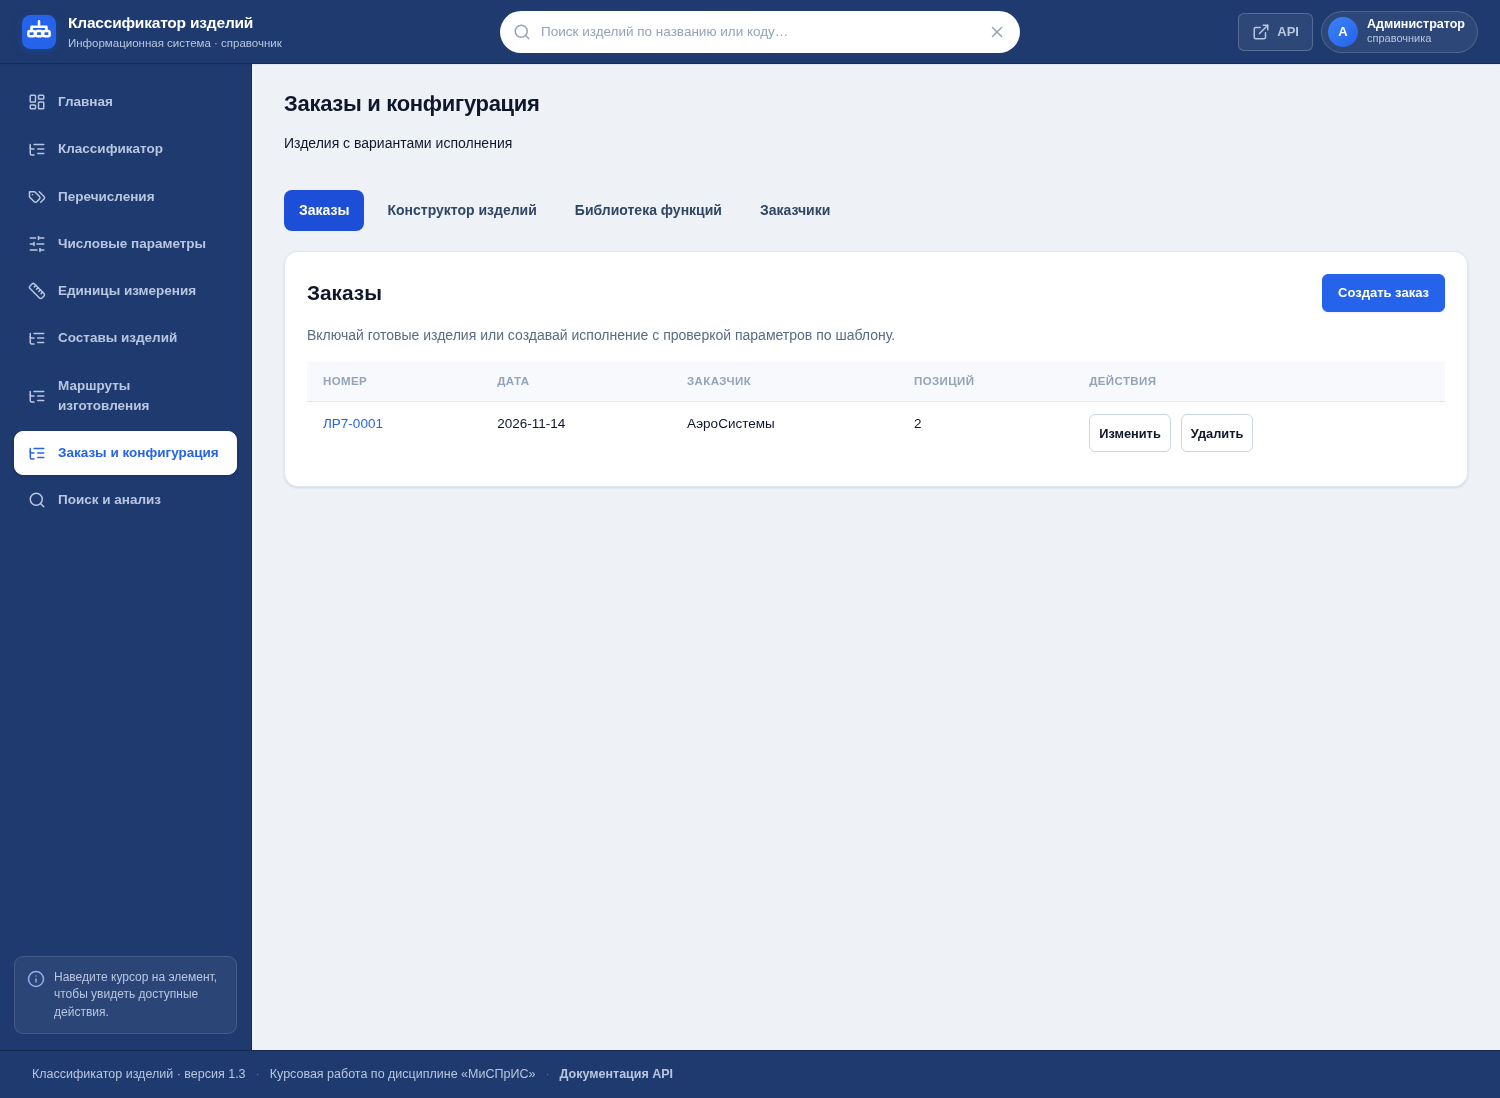 Классификатор изделий
Информационная система · справочник
Поиск изделий по названию или коду…
API
А
Администратор
справочника
Главная
Классификатор
Перечисления
Числовые параметры
Единицы измерения
Составы изделий
Маршруты
изготовления
Заказы и конфигурация
Поиск и анализ
Наведите курсор на элемент,
чтобы увидеть доступные
действия.
Заказы и конфигурация
Изделия с вариантами исполнения
Заказы Конструктор изделий Библиотека функций Заказчики
Заказы
Создать заказ
Включай готовые изделия или создавай исполнение с проверкой параметров по шаблону.
НОМЕР ДАТА ЗАКАЗЧИК ПОЗИЦИЙ ДЕЙСТВИЯ
ЛР7-0001 2026-11-14 АэроСистемы 2 Изменить Удалить
Классификатор изделий · версия 1.3 · Курсовая работа по дисциплине «МиСПрИС» · Документация API